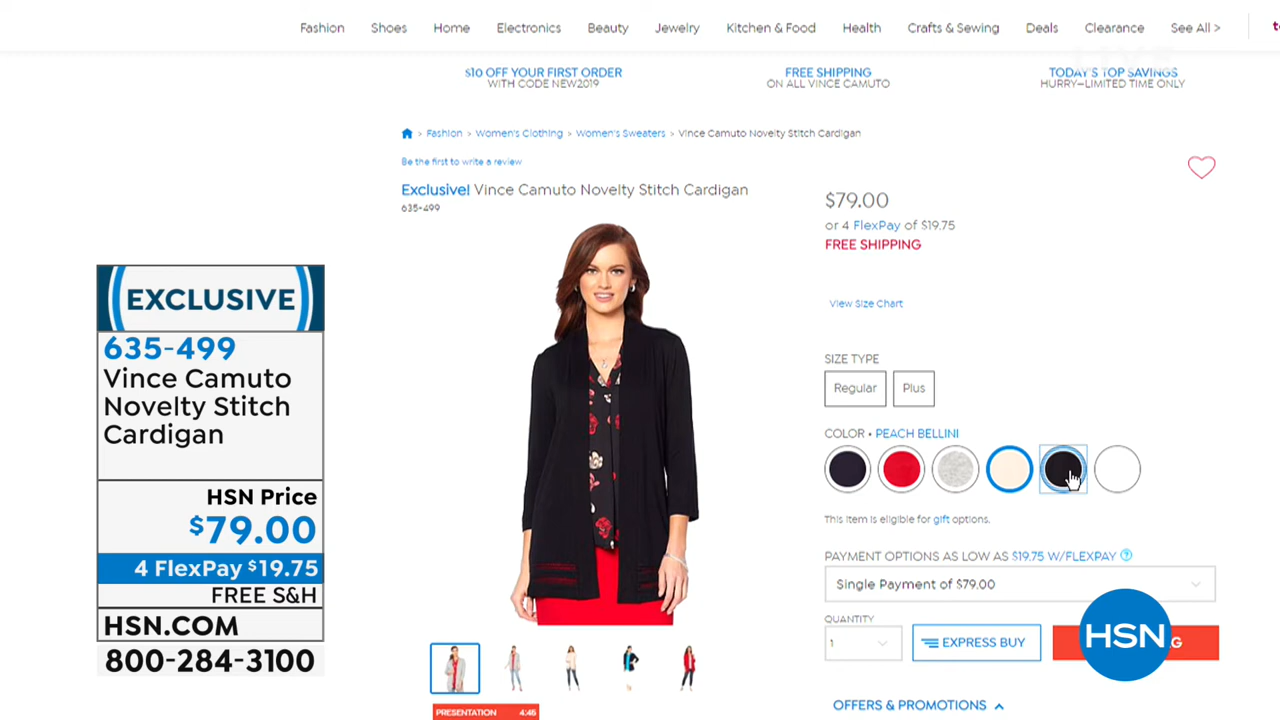 Fashion Shoes Home Electronics Beauty Jewelry Kitchen & Food Health Crafts & Sewing Deals Clearance See All >
$10 OFF YOUR FIRST ORDER
WITH CODE NEW2019
FREE SHIPPING
ON ALL VINCE CAMUTO
TODAY'S TOP SAVINGS
HURRY—LIMITED TIME ONLY
Fashion > Women's Clothing > Women's Sweaters > Vince Camuto Novelty Stitch Cardigan
Be the first to write a review
Exclusive! Vince Camuto Novelty Stitch Cardigan
635-499
$79.00
or 4 FlexPay of $19.75
FREE SHIPPING
View Size Chart
SIZE TYPE
Regular Plus
COLOR • PEACH BELLINI
This item is eligible for gift options.
PAYMENT OPTIONS AS LOW AS $19.75 W/FLEXPAY ?
Single Payment of $79.00
QUANTITY
1
EXPRESS BUY
HSN
G
OFFERS & PROMOTIONS
PRESENTATION 4:46
EXCLUSIVE
635-499
Vince Camuto
Novelty Stitch
Cardigan
HSN Price
$79.00
4 FlexPay $19.75
FREE S&H
HSN.COM
800-284-3100